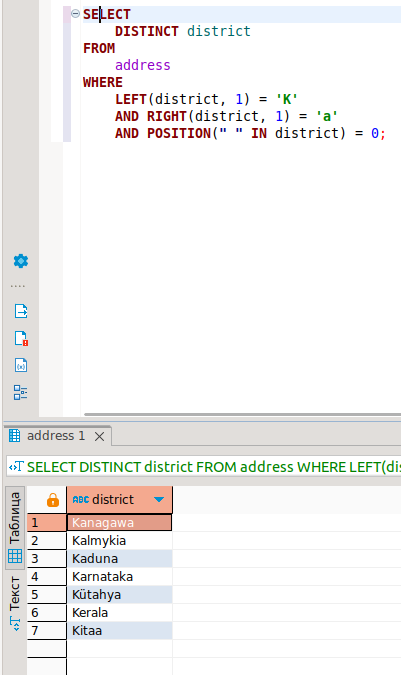 SELECT
DISTINCT district
FROM
address
WHERE
LEFT(district, 1) = 'K'
AND RIGHT(district, 1) = 'a'
AND POSITION(" " IN district) = 0;
address 1
SELECT DISTINCT district FROM address WHERE LEFT(dis
Таблица
Текст
ABC district
1 Kanagawa
2 Kalmykia
3 Kaduna
4 Karnataka
5 Kütahya
6 Kerala
7 Kitaa